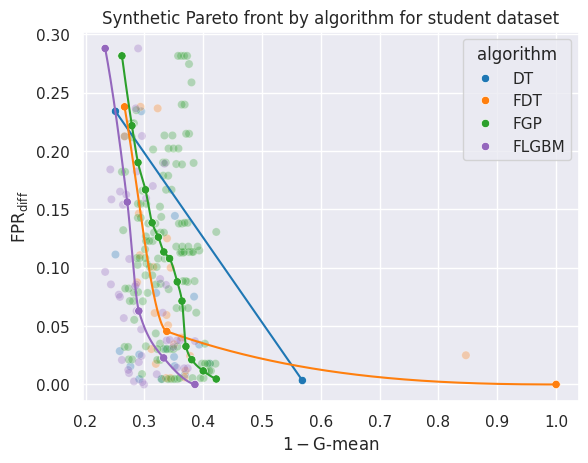 Synthetic Pareto front by algorithm for student dataset
FPR_diff
0.30
0.25
0.20
0.15
0.10
0.05
0.00
algorithm
DT
FDT
FGP
FLGBM
0.2 0.3 0.4 0.5 0.6 0.7 0.8 0.9 1.0
1 − G-mean